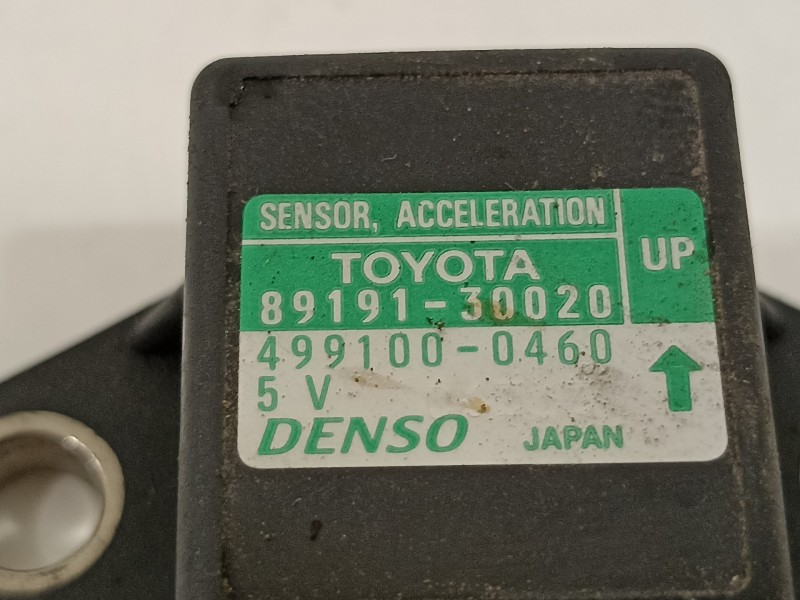 SENSOR, ACCELERATION
UP
TOYOTA
89191-30020
499100-0460
5 V
DENSO JAPAN